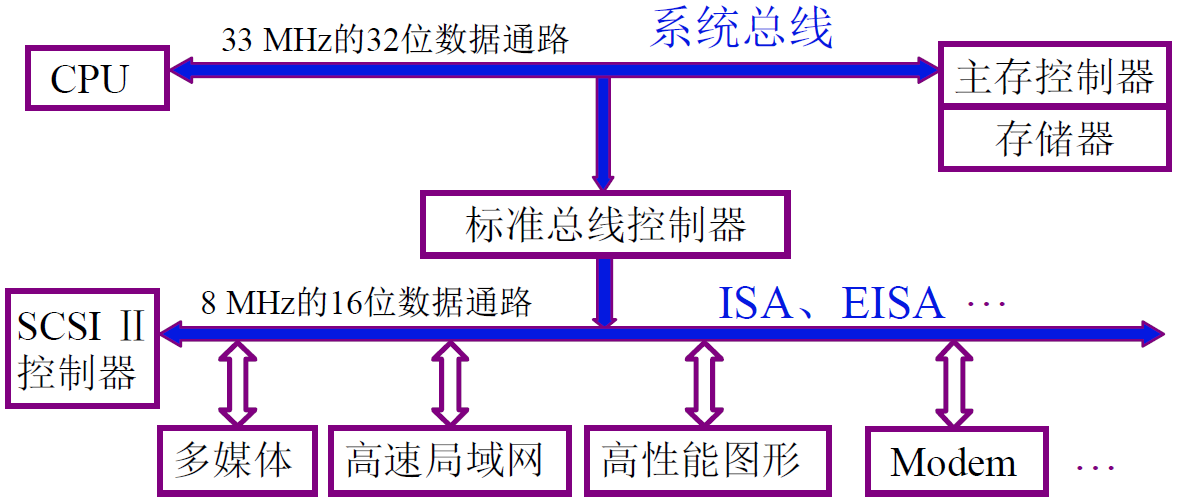 33 MHz的32位数据通路
系统总线
CPU
主存控制器
存储器
标准总线控制器
8 MHz的16位数据通路
ISA、EISA …
SCSI Ⅱ
控制器
多媒体
高速局域网
高性能图形
Modem
…